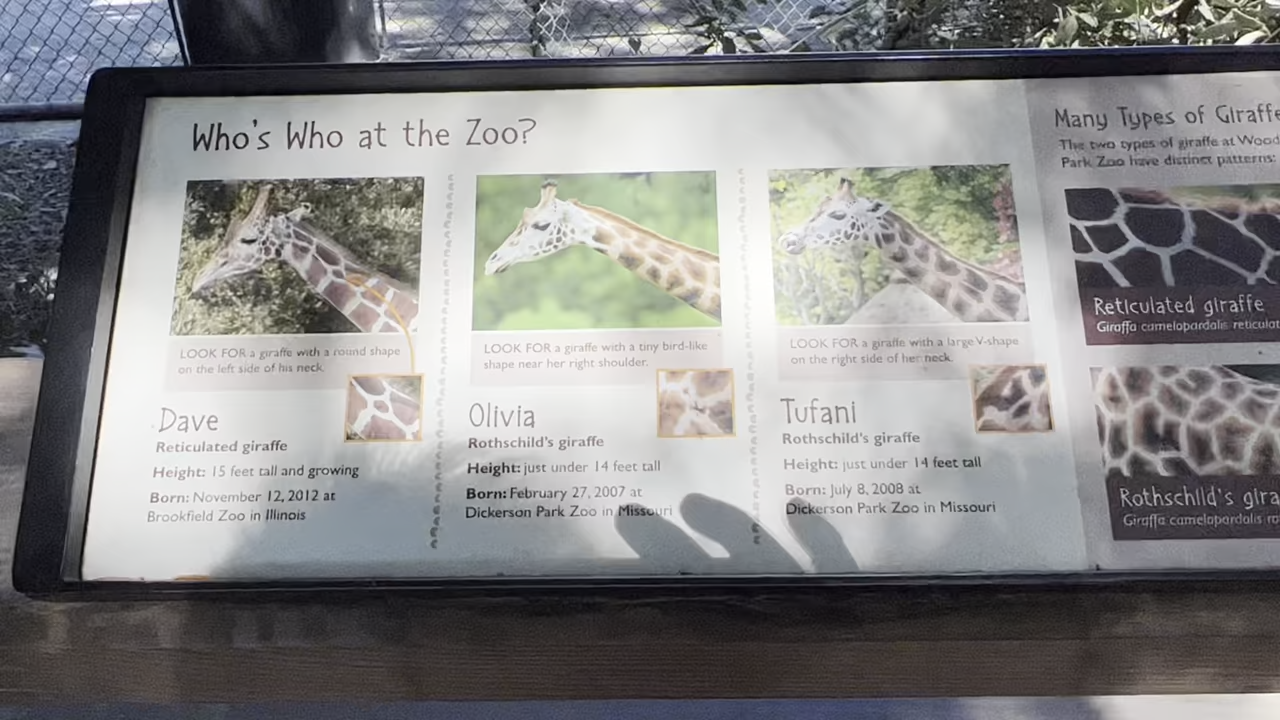 Who's Who at the Zoo?
LOOK FOR a giraffe with a round shape
on the left side of his neck.
Dave
Reticulated giraffe
Height: 15 feet tall and growing
Born: November 12, 2012 at
Brookfield Zoo in Illinois
LOOK FOR a giraffe with a tiny bird-like
shape near her right shoulder.
Olivia
Rothschild's giraffe
Height: just under 14 feet tall
Born: February 27, 2007 at
Dickerson Park Zoo in Missouri
LOOK FOR a giraffe with a large V-shape
on the right side of her neck.
Tufani
Rothschild's giraffe
Height: just under 14 feet tall
Born: July 8, 2008 at
Dickerson Park Zoo in Missouri
Many Types of Giraffe
The two types of giraffe at Wood
Park Zoo have distinct patterns:
Reticulated giraffe
Giraffa camelopardalis reticulat
Rothschild's gira
Giraffa camelopardalis ro